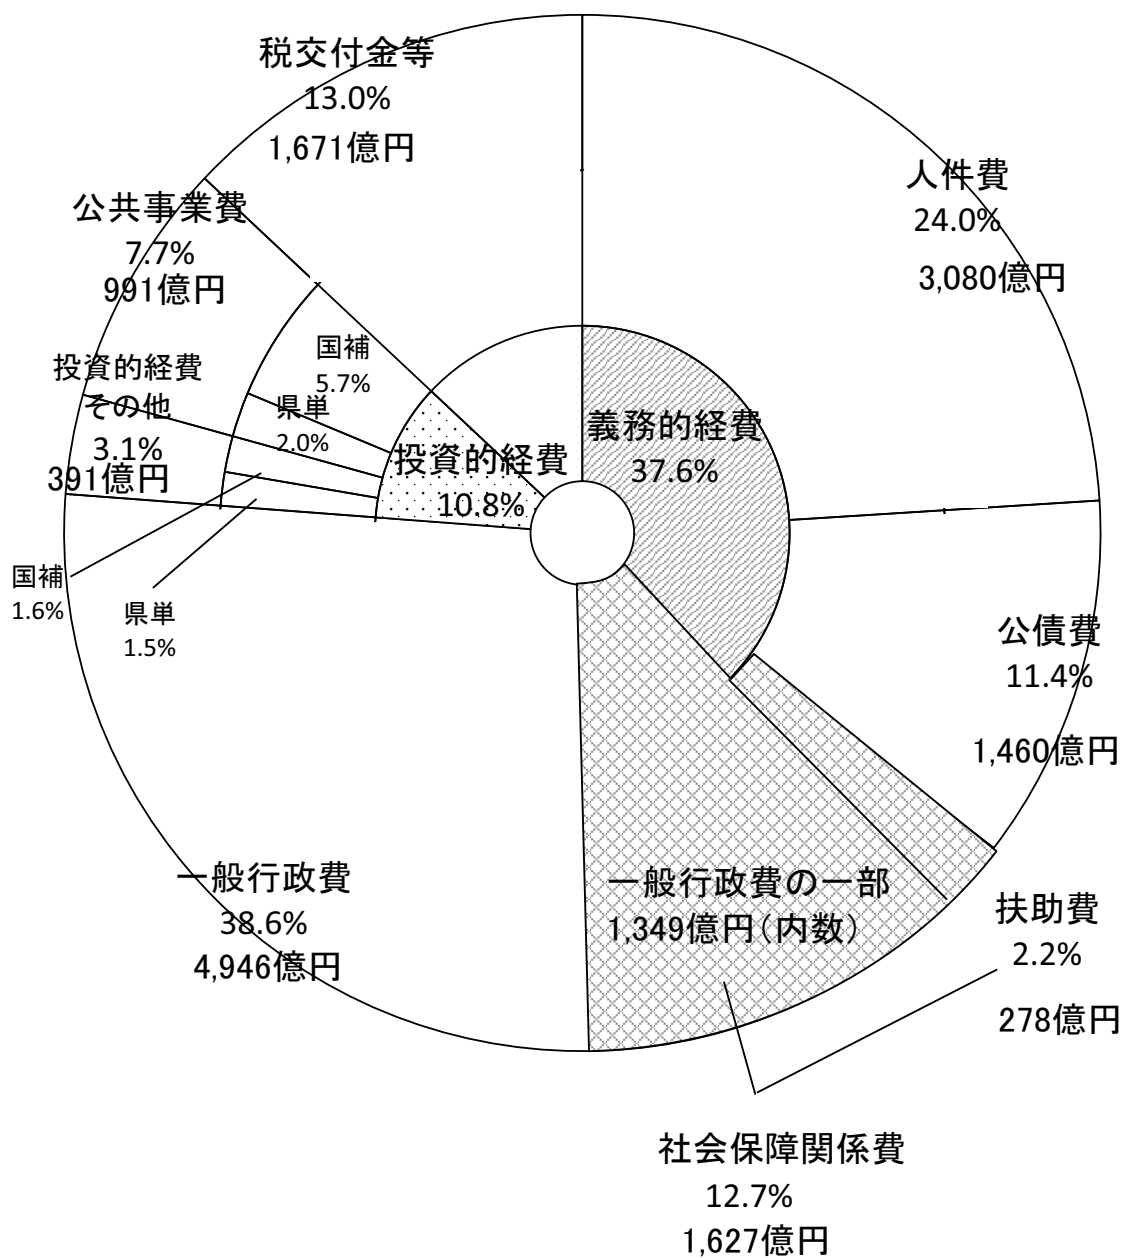 税交付金等
13.0%
1,671億円
人件費
24.0%
3,080億円
公共事業費
7.7%
991億円
国補
5.7%
県単
2.0%
投資的経費
その他
3.1%
391億円
投資的経費
10.8%
義務的経費
37.6%
国補
1.6%
県単
1.5%
公債費
11.4%
1,460億円
一般行政費
38.6%
4,946億円
一般行政費の一部
1,349億円(内数)
扶助費
2.2%
278億円
社会保障関係費
12.7%
1,627億円